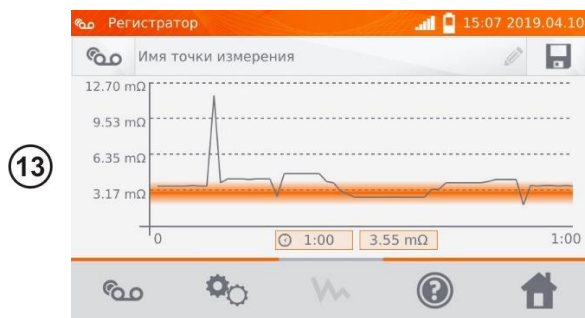 Регистратор 15:07 2019.04.10
Имя точки измерения
12.70 mΩ
9.53 mΩ
13
6.35 mΩ
3.17 mΩ
0 1:00 3.55 mΩ 1:00
?